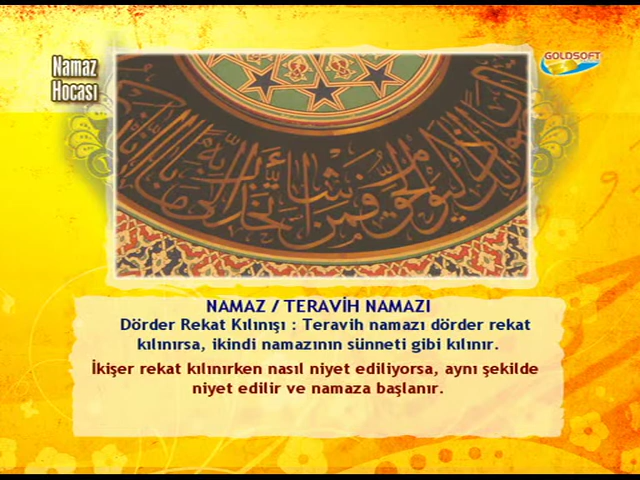 Namaz
Hocası
GOLDSOFT
NAMAZ / TERAVİH NAMAZI
Dörder Rekat Kılınışı : Teravih namazı dörder rekat
kılınırsa, ikindi namazının sünneti gibi kılınır.
İkişer rekat kılınırken nasıl niyet ediliyorsa, aynı şekilde
niyet edilir ve namaza başlanır.